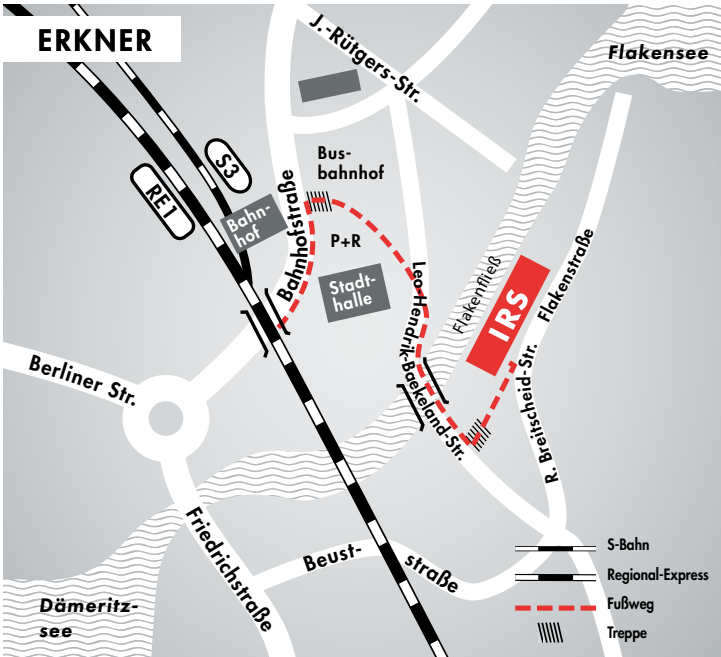 ERKNER
J.-Rütgers-Str.
Flakensee
S3
RE1
Bus-
bahnhof
Bahn-
hof
Bahnhofstraße
P+R
Stadt-
halle
Leo-Hendrik-Baekeland-Str.
Flakenfließ
IRS
Flakenstraße
R. Breitscheid-Str.
Berliner Str.
Friedrichstraße
Beust-
straße
Dämeritz-
see
S-Bahn
Regional-Express
Fußweg
Treppe